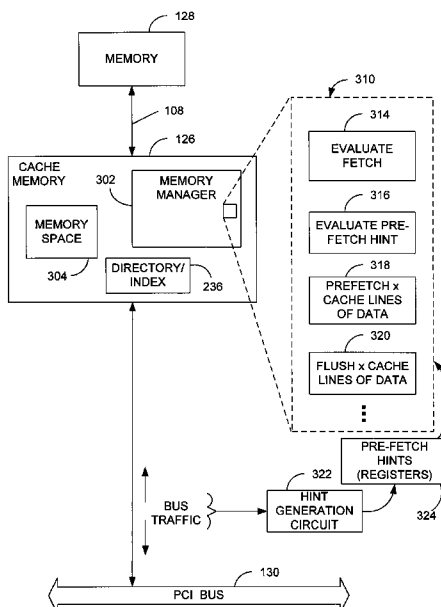 128
MEMORY
310
108
314
126
EVALUATE
FETCH
CACHE
MEMORY
302
MEMORY
MANAGER
316
EVALUATE PRE-
FETCH HINT
MEMORY
SPACE
318
304
DIRECTORY/
INDEX
236
PREFETCH x
CACHE LINES
OF DATA
320
FLUSH x CACHE
LINES OF DATA
PRE-FETCH
HINTS
(REGISTERS)
322
BUS
TRAFFIC
HINT
GENERATION
CIRCUIT
324
130
PCI BUS